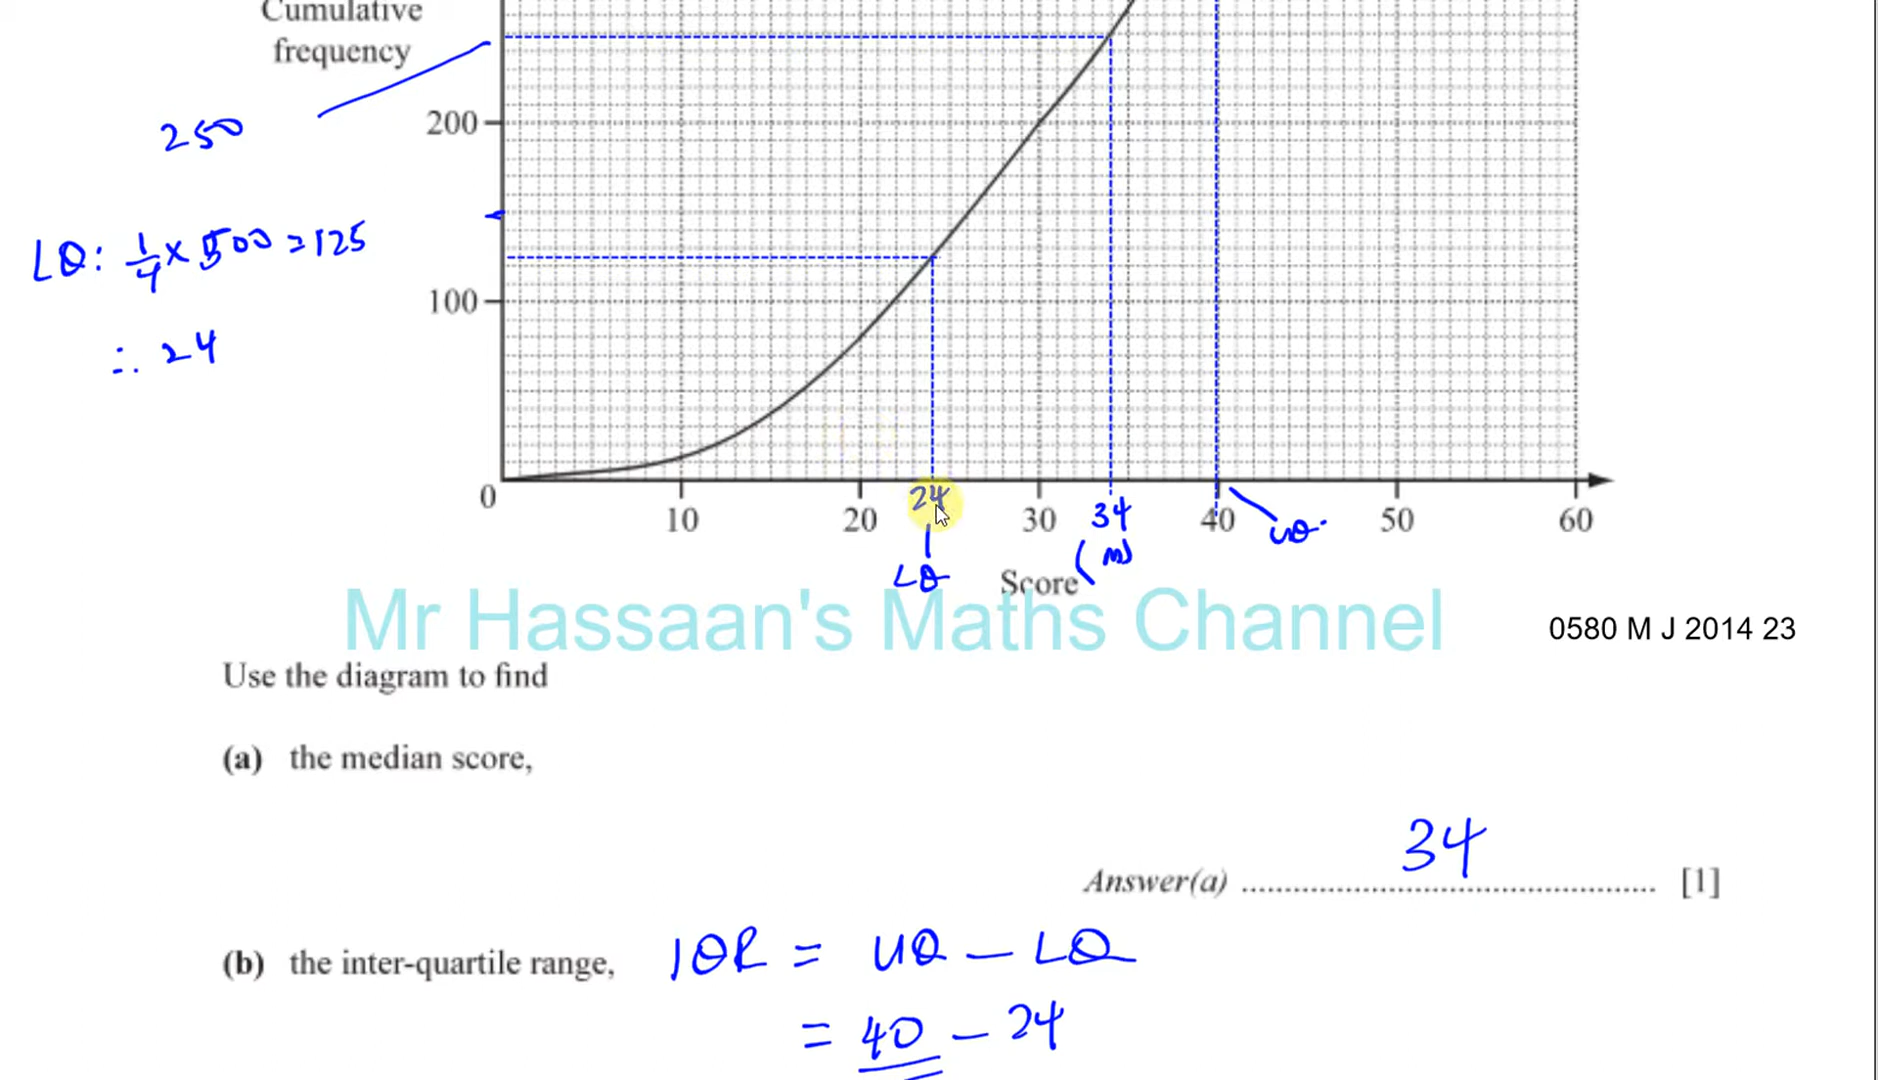 Cumulative
frequency
250
200
LQ: 1/4 × 500 = 125
100
∴ 24
0
10
20
24
30
34
40
50
60
LQ
(m)
UQ
Score
Mr Hassaan's Maths Channel
0580 M J 2014 23
Use the diagram to find
(a) the median score,
34
Answer(a) ........................................................ [1]
(b) the inter-quartile range, IQR = UQ - LQ
= 40 - 24